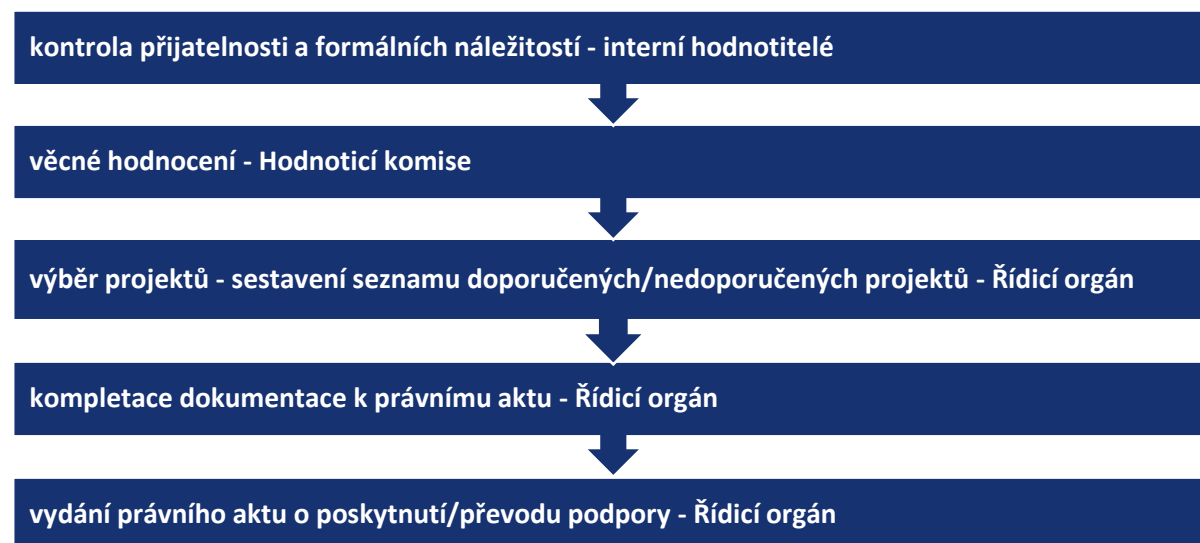 kontrola přijatelnosti a formálních náležitostí - interní hodnotitelé
věcné hodnocení - Hodnoticí komise
výběr projektů - sestavení seznamu doporučených/nedoporučených projektů - Řídicí orgán
kompletace dokumentace k právnímu aktu - Řídicí orgán
vydání právního aktu o poskytnutí/převodu podpory - Řídicí orgán